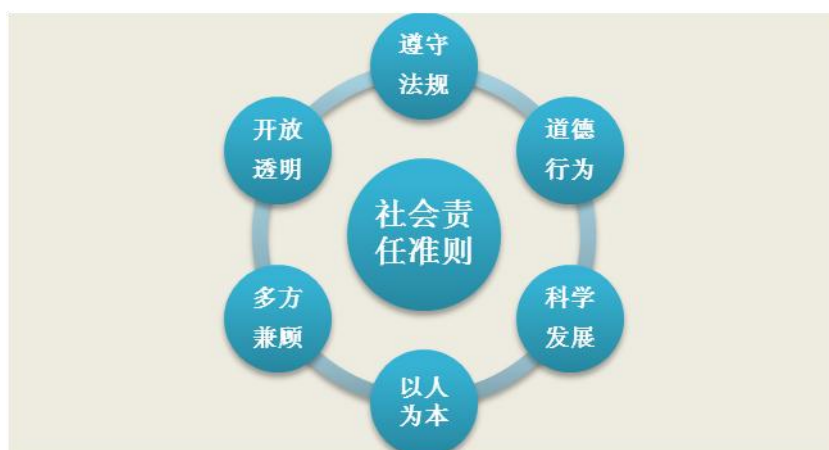 遵守
法规
道德
行为
科学
发展
以人
为本
多方
兼顾
开放
透明
社会责
任准则